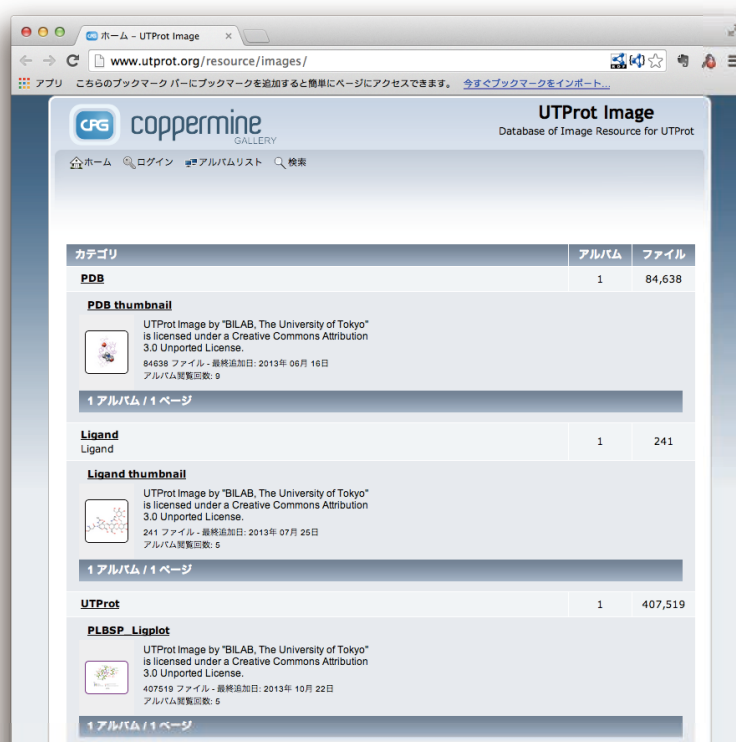 ホーム – UTProt Image
www.utprot.org/resource/images/
アプリ こちらのブックマーク バーにブックマークを追加すると簡単にページにアクセスできます。 今すぐブックマークをインポート...
CPG coppermine
GALLERY
UTProt Image
Database of Image Resource for UTProt
ホーム ログイン アルバムリスト 検索
カテゴリ アルバム ファイル
PDB 1 84,638
PDB thumbnail
UTProt Image by "BILAB, The University of Tokyo"
is licensed under a Creative Commons Attribution
3.0 Unported License.
84638 ファイル - 最終追加日: 2013年 06月 16日
アルバム閲覧回数: 9
1 アルバム / 1 ページ
Ligand
Ligand 1 241
Ligand thumbnail
UTProt Image by "BILAB, The University of Tokyo"
is licensed under a Creative Commons Attribution
3.0 Unported License.
241 ファイル - 最終追加日: 2013年 07月 25日
アルバム閲覧回数: 5
1 アルバム / 1 ページ
UTProt 1 407,519
PLBSP_Ligplot
UTProt Image by "BILAB, The University of Tokyo"
is licensed under a Creative Commons Attribution
3.0 Unported License.
407519 ファイル - 最終追加日: 2013年 10月 22日
アルバム閲覧回数: 5
1 アルバム / 1 ページ